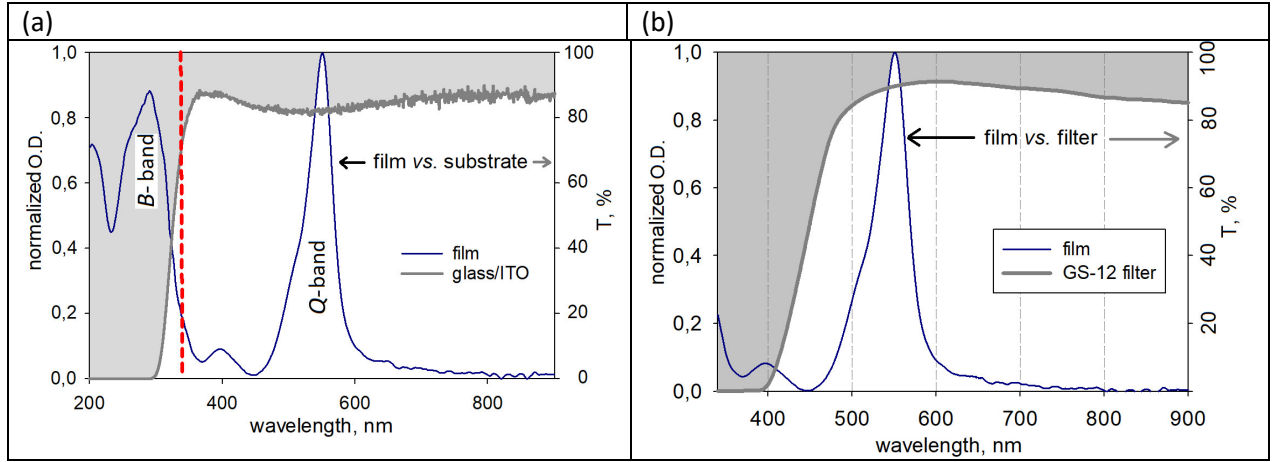 (a)
(b)
1,0
0,8
0,6
0,4
0,2
0,0
normalized O.D.
100
80
60
40
20
0
T, %
B- band
Q-band
film vs. substrate
film
glass/ITO
200
400
600
800
wavelength, nm
1,0
0,8
0,6
0,4
0,2
0,0
normalized O.D.
100
80
60
40
20
0
T, %
film vs. filter
film
GS-12 filter
400
500
600
700
800
900
wavelength, nm